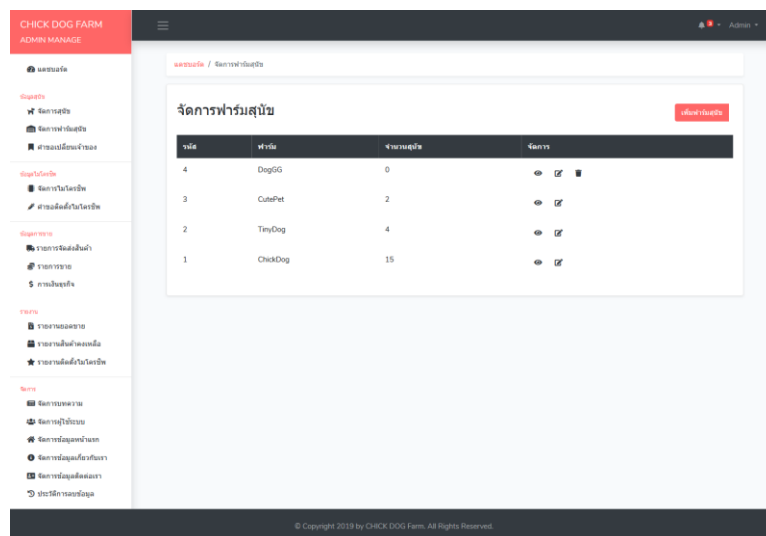 CHICK DOG FARM
ADMIN MANAGE
Admin
แดชบอร์ด
ข้อมูลสุนัข
จัดการสุนัข
จัดการฟาร์มสุนัข
คำขอเปลี่ยนเจ้าของ
ข้อมูลไมโครชิพ
จัดการไมโครชิพ
คำขอติดตั้งไมโครชิพ
ข้อมูลการขาย
รายการจัดส่งสินค้า
รายการขาย
การเงินธุรกิจ
รายงาน
รายงานยอดขาย
รายงานสินค้าคงเหลือ
รายงานติดตั้งไมโครชิพ
จัดการ
จัดการบทความ
จัดการผู้ใช้ระบบ
จัดการข้อมูลหน้าแรก
จัดการข้อมูลเกี่ยวกับเรา
จัดการข้อมูลติดต่อเรา
ประวัติการลบข้อมูล
แดชบอร์ด / จัดการฟาร์มสุนัข
จัดการฟาร์มสุนัข
เพิ่มฟาร์มสุนัข
รหัส ฟาร์ม จำนวนสุนัข จัดการ
4 DogGG 0
3 CutePet 2
2 TinyDog 4
1 ChickDog 15
© Copyright 2019 by CHICK DOG Farm. All Rights Reserved.